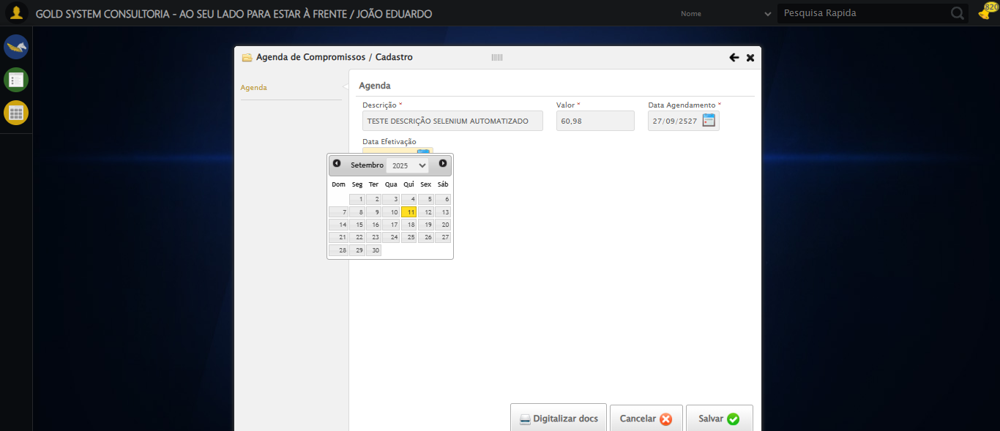 GOLD SYSTEM CONSULTORIA - AO SEU LADO PARA ESTAR À FRENTE / JOÃO EDUARDO
Nome
Pesquisa Rapida
820
Agenda de Compromissos / Cadastro
Agenda
Agenda
Descrição * Valor * Data Agendamento *
TESTE DESCRIÇÃO SELENIUM AUTOMATIZADO 60,98 27/09/2527
Data Efetivação
Setembro 2025
Dom Seg Ter Qua Qui Sex Sáb
1 2 3 4 5 6
7 8 9 10 11 12 13
14 15 16 17 18 19 20
21 22 23 24 25 26 27
28 29 30
Digitalizar docs Cancelar Salvar